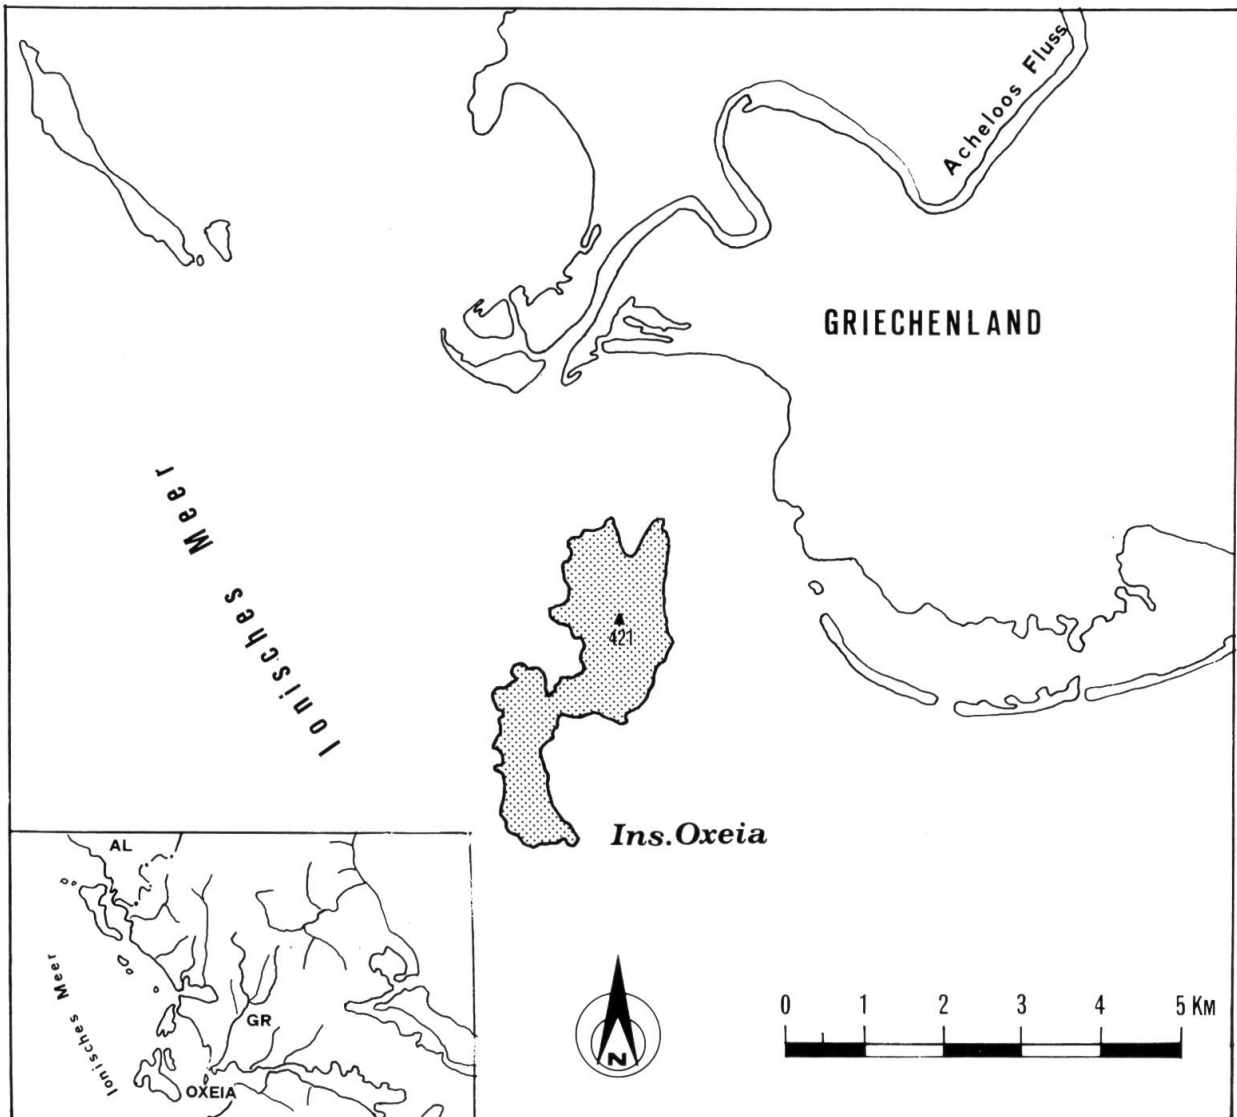 Acheloos Fluss
GRIECHENLAND
Ionisches Meer
421
Ins.Oxeia
AL
Ionisches Meer
GR
OXEIA
N
0 1 2 3 4 5 KM